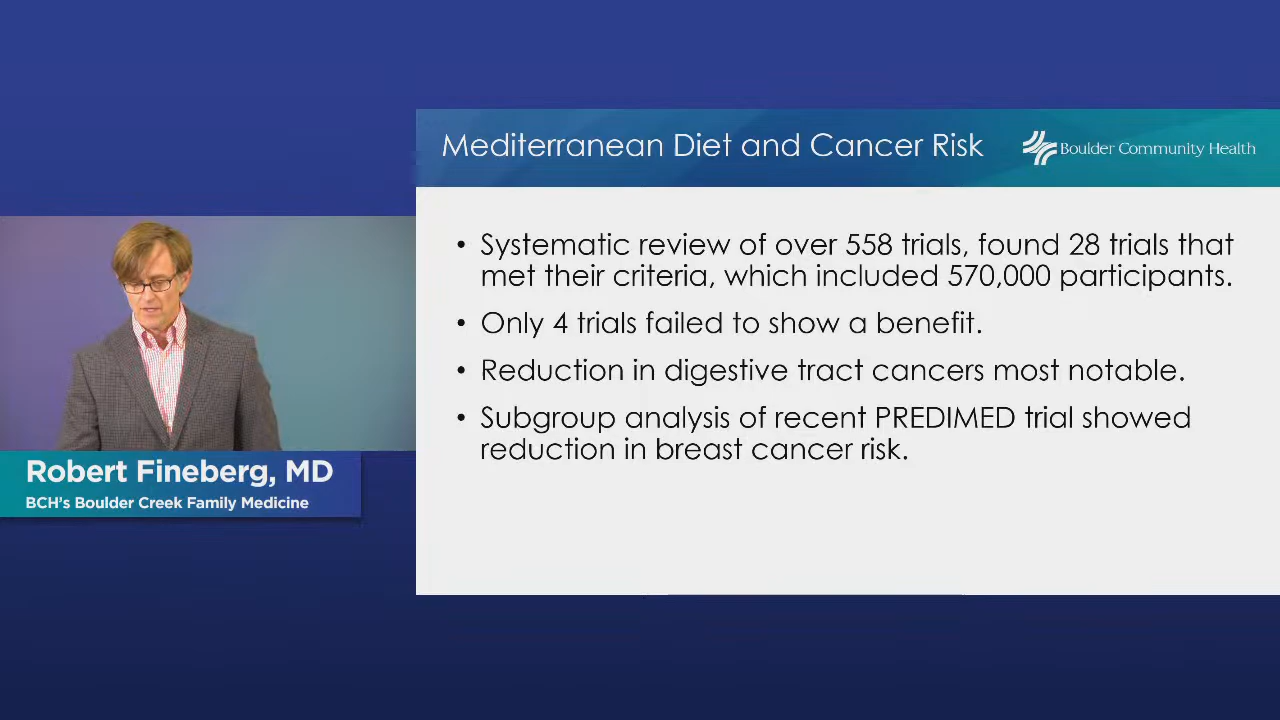 Mediterranean Diet and Cancer Risk
Boulder Community Health
• Systematic review of over 558 trials, found 28 trials that
met their criteria, which included 570,000 participants.
• Only 4 trials failed to show a benefit.
• Reduction in digestive tract cancers most notable.
• Subgroup analysis of recent PREDIMED trial showed
reduction in breast cancer risk.
Robert Fineberg, MD
BCH's Boulder Creek Family Medicine